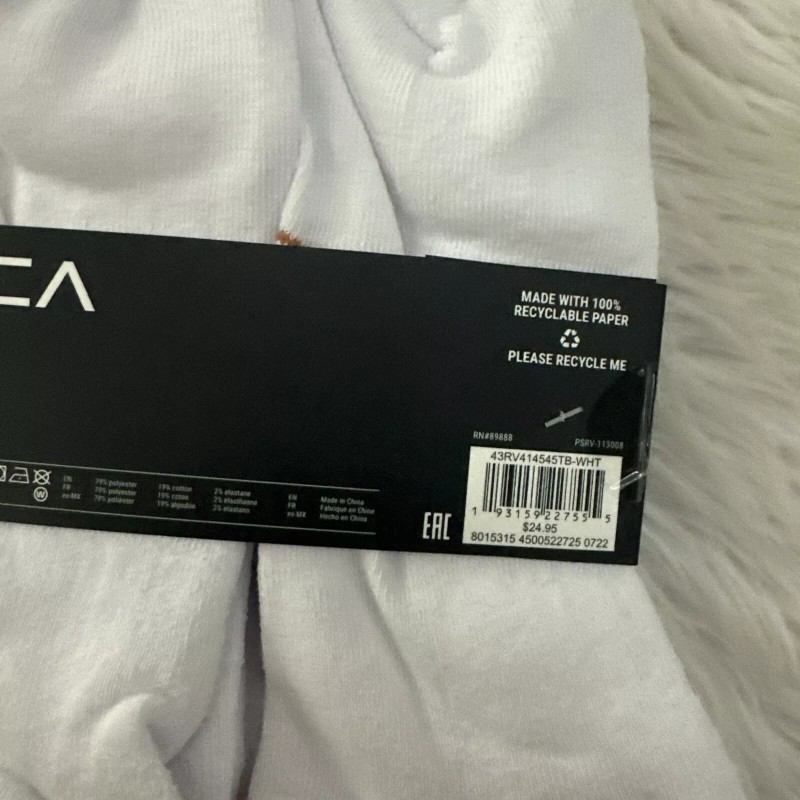 CA
MADE WITH 100%
RECYCLABLE PAPER
PLEASE RECYCLE ME
RN#89888
PSRV-113008
43RV414545TB-WHT
1 93159 22755 5
$24.95
8015315 4500522725 0722
EAC
W
EN 79% polyester 19% cotton 2% elastane EN Made in China
FR 79% polyester 19% coton 2% élasthanne FR Fabriqué en Chine
es-MX 79% poliéster 19% algodón 2% elastano es-MX Hecho en China